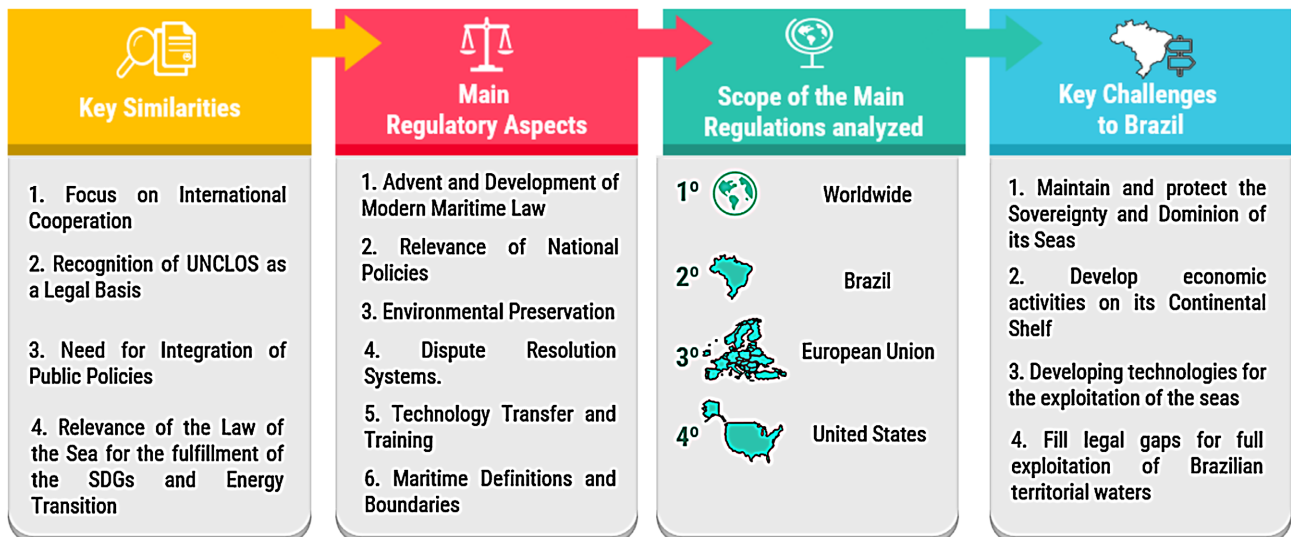 Key Similarities
1. Focus on International
Cooperation
2. Recognition of UNCLOS as
a Legal Basis
3. Need for Integration of
Public Policies
4. Relevance of the Law of
the Sea for the fulfillment of
the SDGs and Energy
Transition
Main
Regulatory Aspects
1. Advent and Development of
Modern Maritime Law
2. Relevance of National
Policies
3. Environmental Preservation
4. Dispute Resolution
Systems.
5. Technology Transfer and
Training
6. Maritime Definitions and
Boundaries
Scope of the Main
Regulations analyzed
1º Worldwide
2º Brazil
3º European Union
4º United States
Key Challenges
to Brazil
1. Maintain and protect the
Sovereignty and Dominion of
its Seas
2. Develop economic
activities on its Continental
Shelf
3. Developing technologies for
the exploitation of the seas
4. Fill legal gaps for full
exploitation of Brazilian
territorial waters